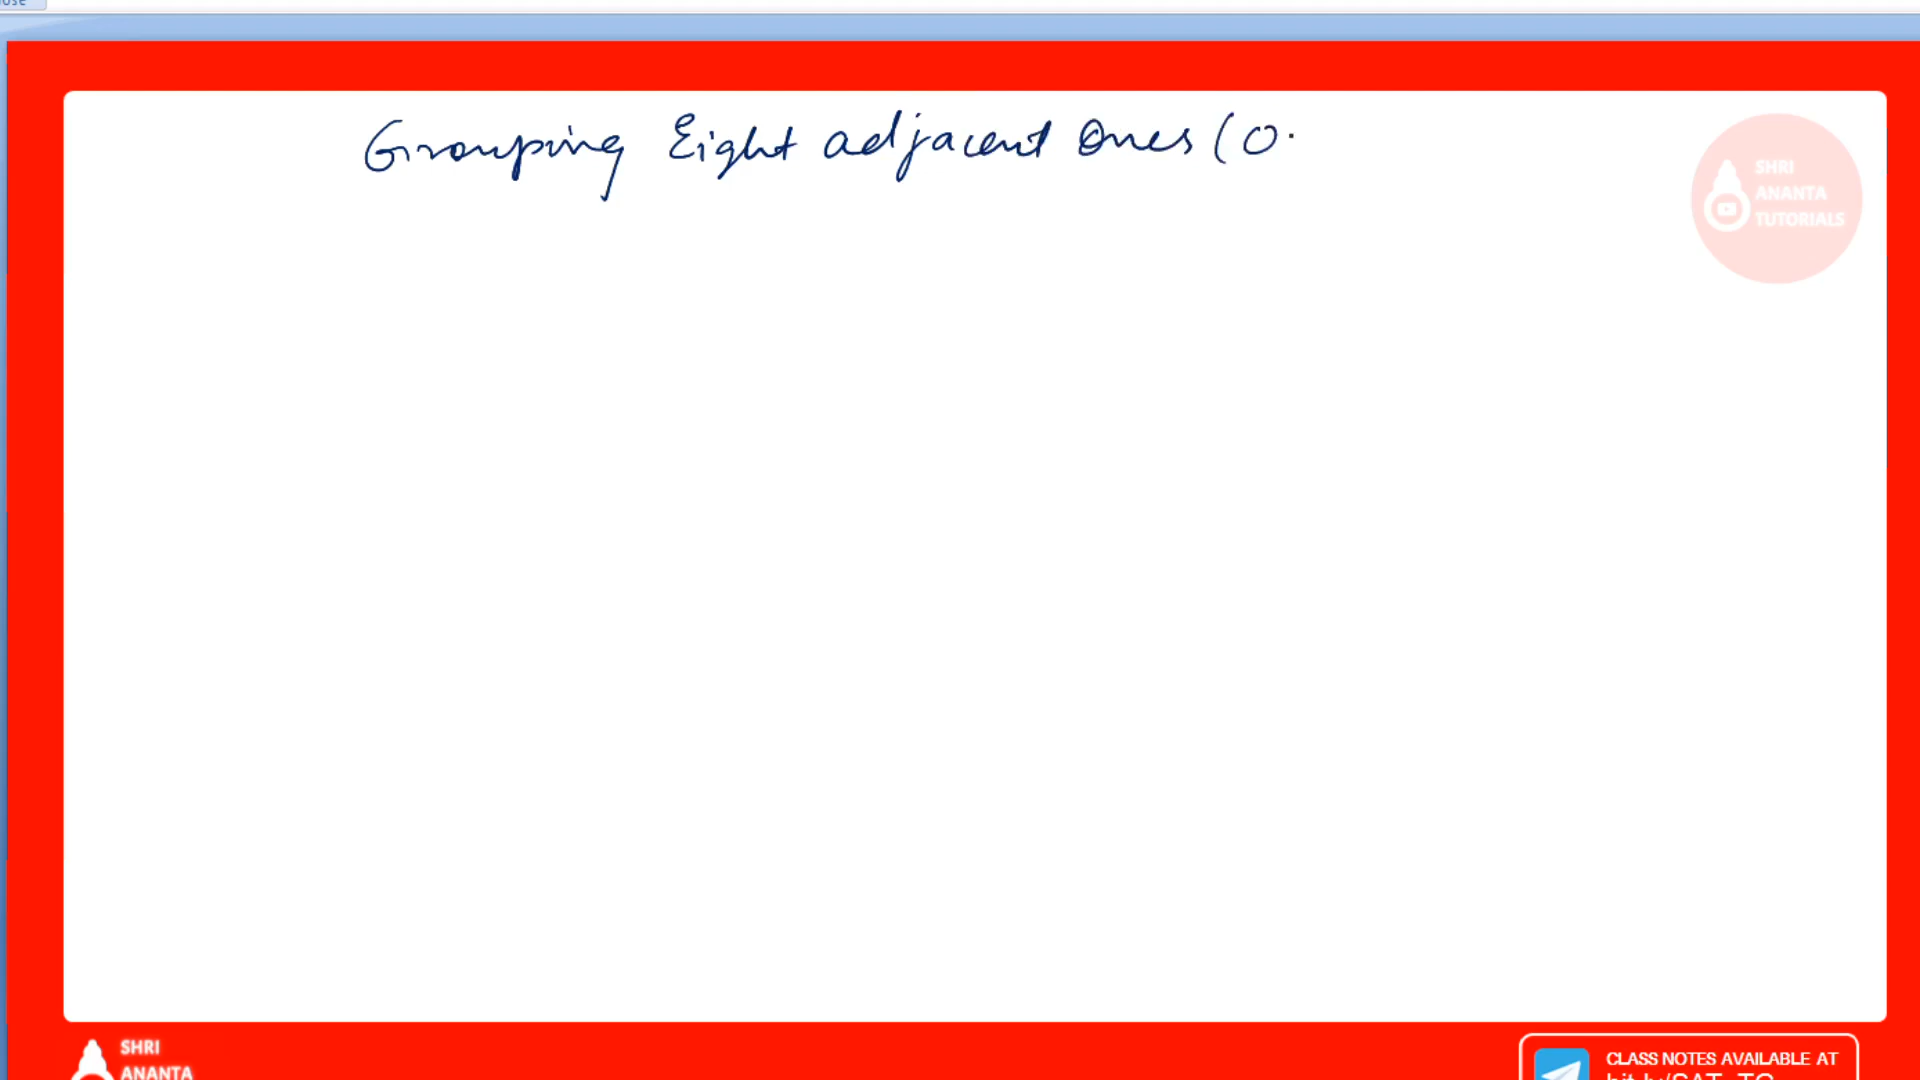 Grouping Eight adjacent Ones (O
SHRI
ANANTA
TUTORIALS
SHRI
ANANTA
CLASS NOTES AVAILABLE AT